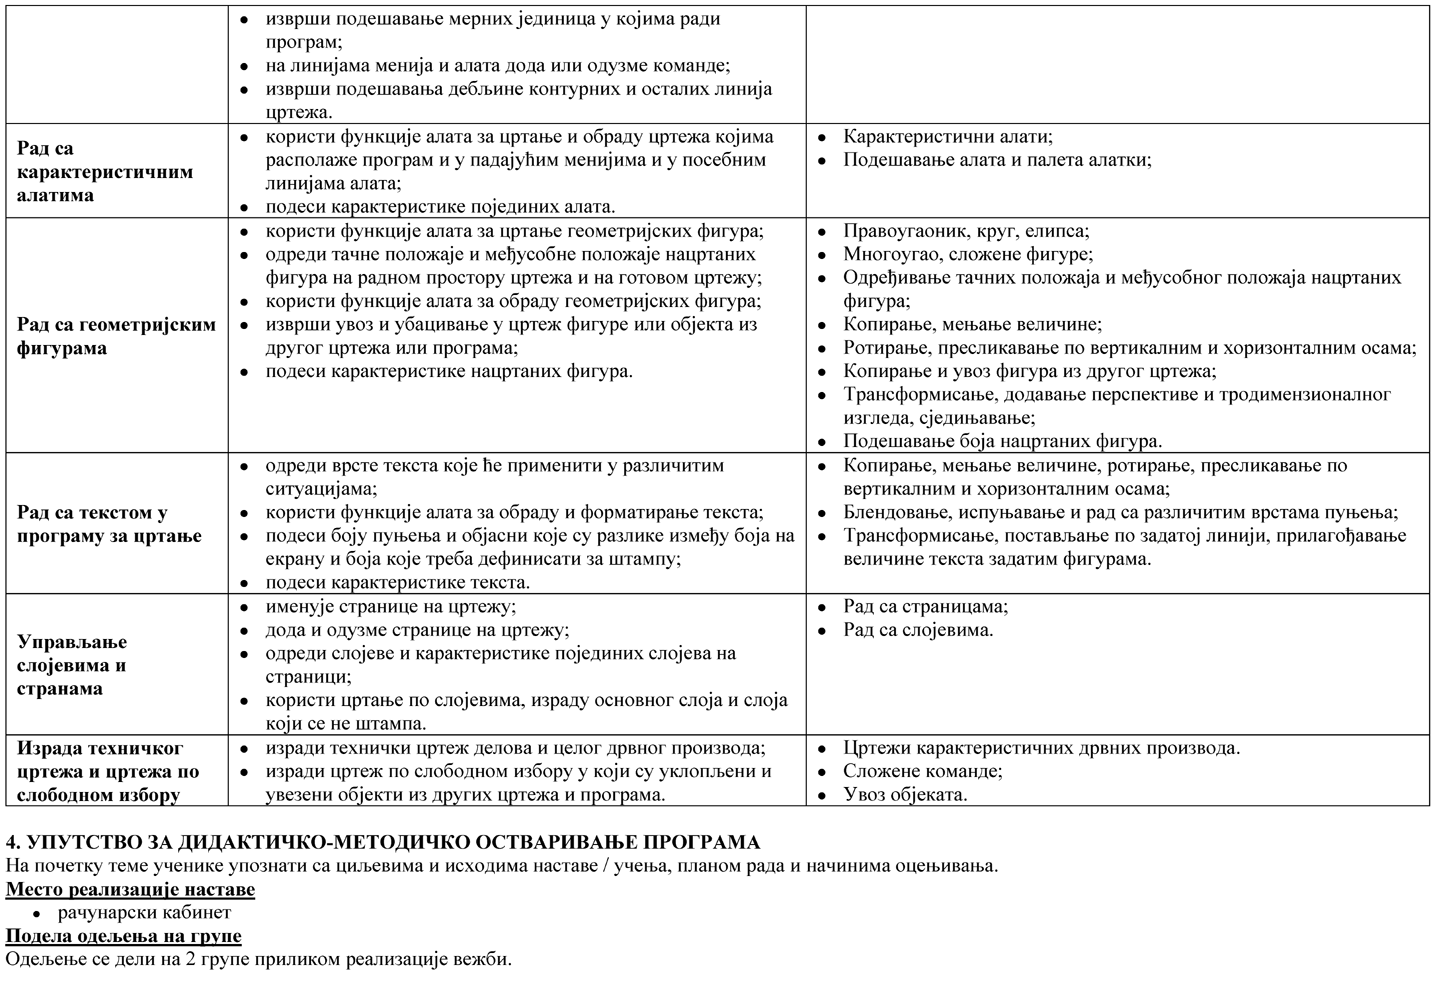 изврши подешавање мерних јединица у којима ради
програм;
на линијама менија и алата дода или одузме команде;
изврши подешавања дебљине контурних и осталих линија
цртежа.
Рад са
карактеристичним
алатима
користи функције алата за цртање и обраду цртежа којима
располаже програм и у падајућим менијима и у посебним
линијама алата;
подеси карактеристике појединих алата.
Карактеристични алати;
Подешавање алата и палета алатки;
Рад са геометријским
фигурама
користи функције алата за цртање геометријских фигура;
одреди тачне положаје и међусобне положаје нацртаних
фигура на радном простору цртежа и на готовом цртежу;
користи функције алата за обраду геометријских фигура;
изврши увоз и убацивање у цртеж фигуре или објекта из
другог цртежа или програма;
подеси карактеристике нацртаних фигура.
Правоугаоник, круг, елипса;
Многоугао, сложене фигуре;
Одређивање тачних положаја и међусобног положаја нацртаних
фигура;
Копирање, мењање величине;
Ротирање, пресликавање по вертикалним и хоризонталним осама;
Копирање и увоз фигура из другог цртежа;
Трансформисање, додавање перспективе и тродимензионалног
изгледа, сједињавање;
Подешавање боја нацртаних фигура.
Рад са текстом у
програму за цртање
одреди врсте текста које ће применити у различитим
ситуацијама;
користи функције алата за обраду и форматирање текста;
подеси боју пуњења и објасни које су разлике између боја на
екрану и боја које треба дефинисати за штампу;
подеси карактеристике текста.
Копирање, мењање величине, ротирање, пресликавање по
вертикалним и хоризонталним осама;
Блендовање, испуњавање и рад са различитим врстама пуњења;
Трансформисање, постављање по задатој линији, прилагођавање
величине текста задатим фигурама.
Управљање
слојевима и
странама
именује странице на цртежу;
дода и одузме странице на цртежу;
одреди слојеве и карактеристике појединих слојева на
страници;
користи цртање по слојевима, израду основног слоја и слоја
који се не штампа.
Рад са страницама;
Рад са слојевима.
Израда техничког
цртежа и цртежа по
слободном избору
изради технички цртеж делова и целог дрвног производа;
изради цртеж по слободном избору у који су уклопљени и
увезени објекти из других цртежа и програма.
Цртежи карактеристичних дрвних производа.
Сложене команде;
Увоз објеката.
4. УПУТСТВО ЗА ДИДАКТИЧКО-МЕТОДИЧКО ОСТВАРИВАЊЕ ПРОГРАМА
На почетку теме ученике упознати са циљевима и исходима наставе / учења, планом рада и начинима оцењивања.
Место реализације наставе
рачунарски кабинет
Подела одељења на групе
Одељење се дели на 2 групе приликом реализације вежби.